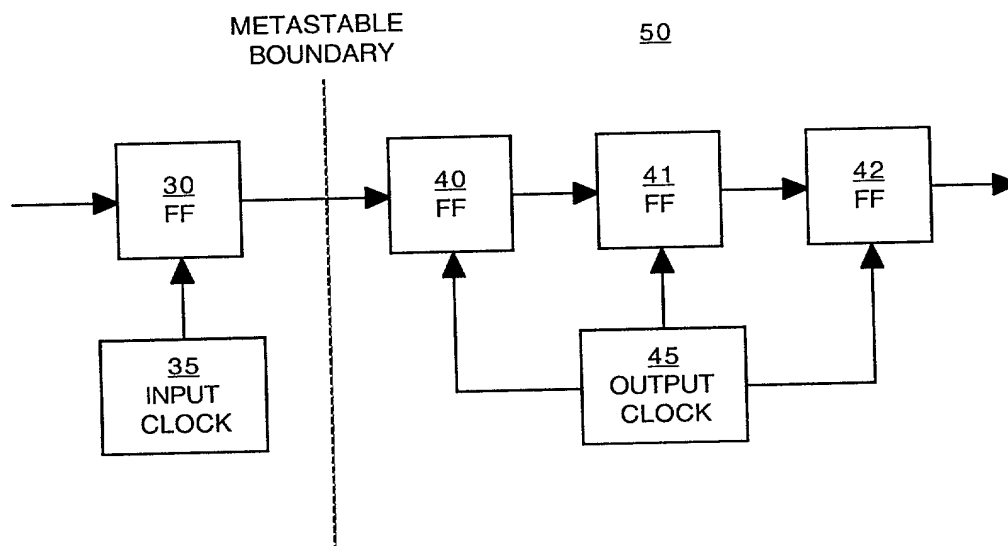 METASTABLE
BOUNDARY
50
30
FF
40
FF
41
FF
42
FF
35
INPUT
CLOCK
45
OUTPUT
CLOCK